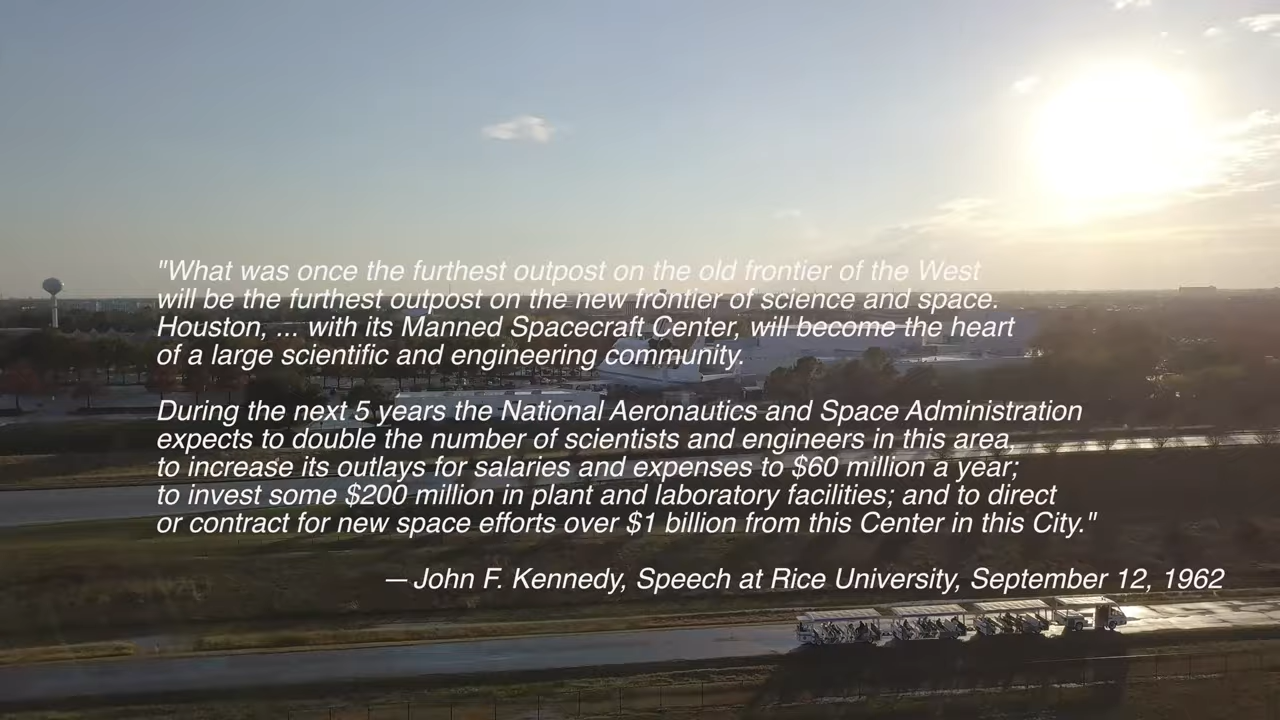 "What was once the furthest outpost on the old frontier of the West
will be the furthest outpost on the new frontier of science and space.
Houston, ... with its Manned Spacecraft Center, will become the heart
of a large scientific and engineering community.
During the next 5 years the National Aeronautics and Space Administration
expects to double the number of scientists and engineers in this area,
to increase its outlays for salaries and expenses to $60 million a year;
to invest some $200 million in plant and laboratory facilities; and to direct
or contract for new space efforts over $1 billion from this Center in this City."
— John F. Kennedy, Speech at Rice University, September 12, 1962